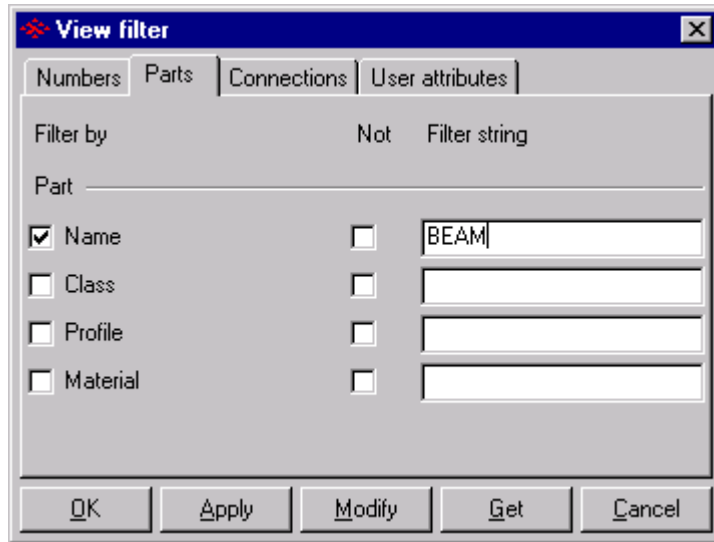 View filter
Numbers Parts Connections User attributes
Filter by Not Filter string
Part
Name BEAM
Class
Profile
Material
OK Apply Modify Get Cancel